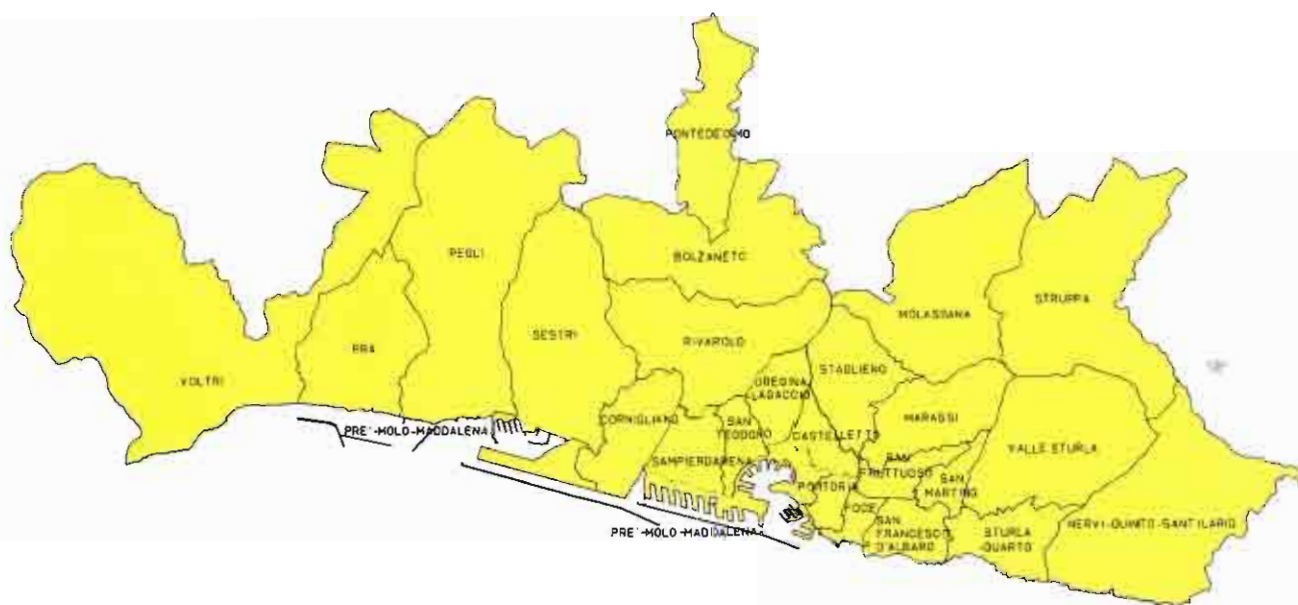 PONTEDECIMO
PEGLI
BOLZANETO
STRUPPA
MOLASSANA
SESTRI
RIVAROLO
PRA
STAGLIENO
VOLTRI
OREGINA
LAGACCIO
CORNIGLIANO
SAN
TEODORO
MARASSI
PRE'-MOLO-MADDALENA
CASTELLETTO
VALLE STURLA
SAMPIERDARENA
SAN
FRUTTUOSO
PORTORIA
SAN
MARTINO
FOCE
SAN
FRANCESCO
D'ALBARO
STURLA
-QUARTO
NERVI-QUINTO-SANT'ILARIO
PRE'-MOLO-MADDALENA